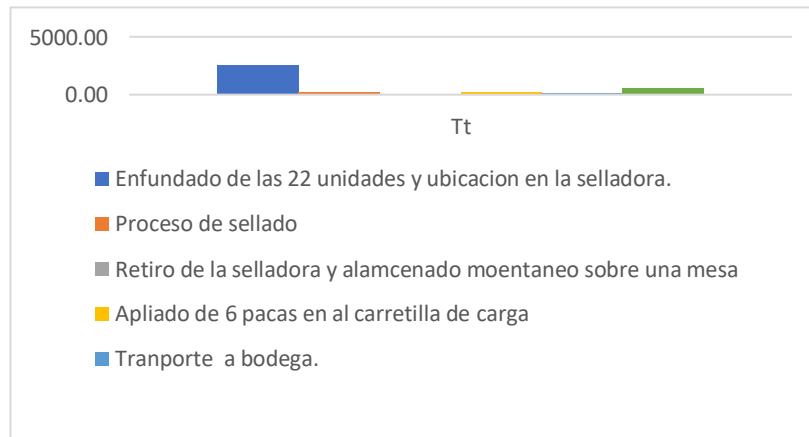 5000.00
0.00
Tt
Enfundado de las 22 unidades y ubicacion en la selladora.
Proceso de sellado
Retiro de la selladora y alamcenado moentaneo sobre una mesa
Apliado de 6 pacas en al carretilla de carga
Tranporte a bodega.